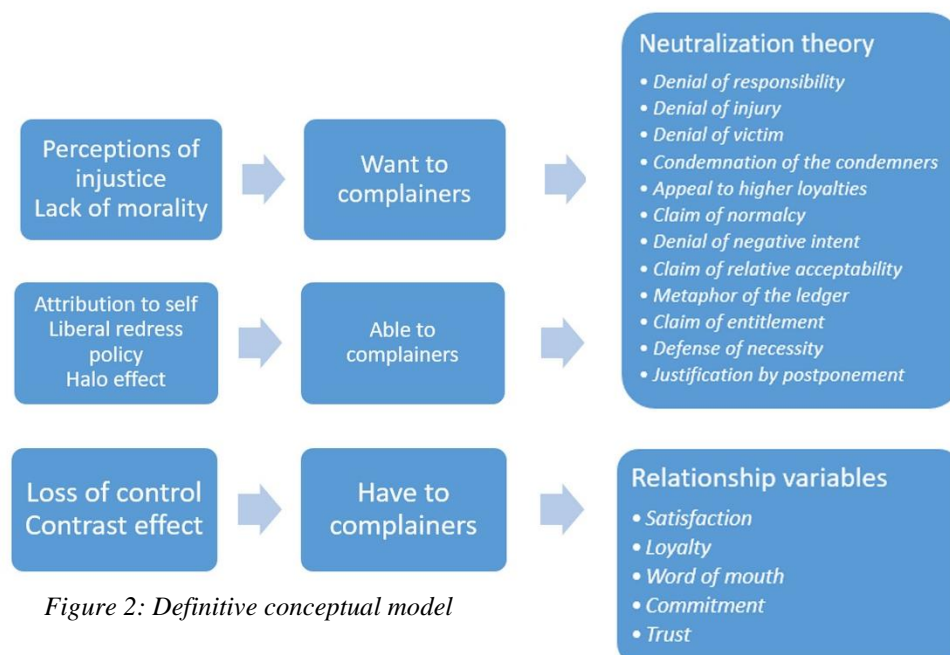 Perceptions of
injustice
Lack of morality
Want to
complainers
Neutralization theory
• Denial of responsibility
• Denial of injury
• Denial of victim
• Condemnation of the condemners
• Appeal to higher loyalties
• Claim of normalcy
• Denial of negative intent
• Claim of relative acceptability
• Metaphor of the ledger
• Claim of entitlement
• Defense of necessity
• Justification by postponement
Attribution to self
Liberal redress
policy
Halo effect
Able to
complainers
Loss of control
Contrast effect
Have to
complainers
Relationship variables
• Satisfaction
• Loyalty
• Word of mouth
• Commitment
• Trust
Figure 2: Definitive conceptual model